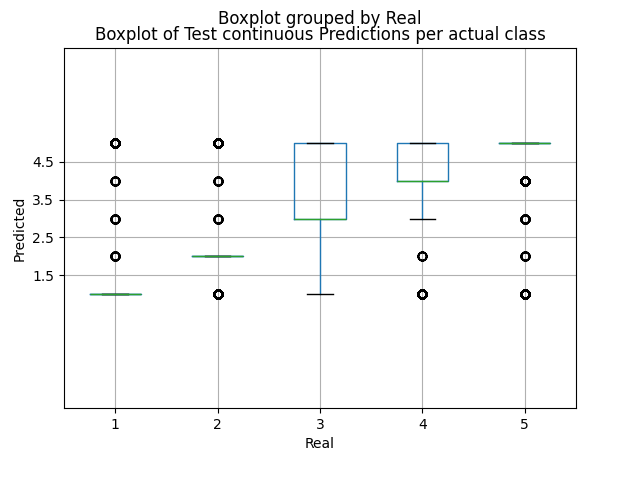 Boxplot grouped by Real
Boxplot of Test continuous Predictions per actual class
4.5
3.5
2.5
1.5
Predicted
1 2 3 4 5
Real